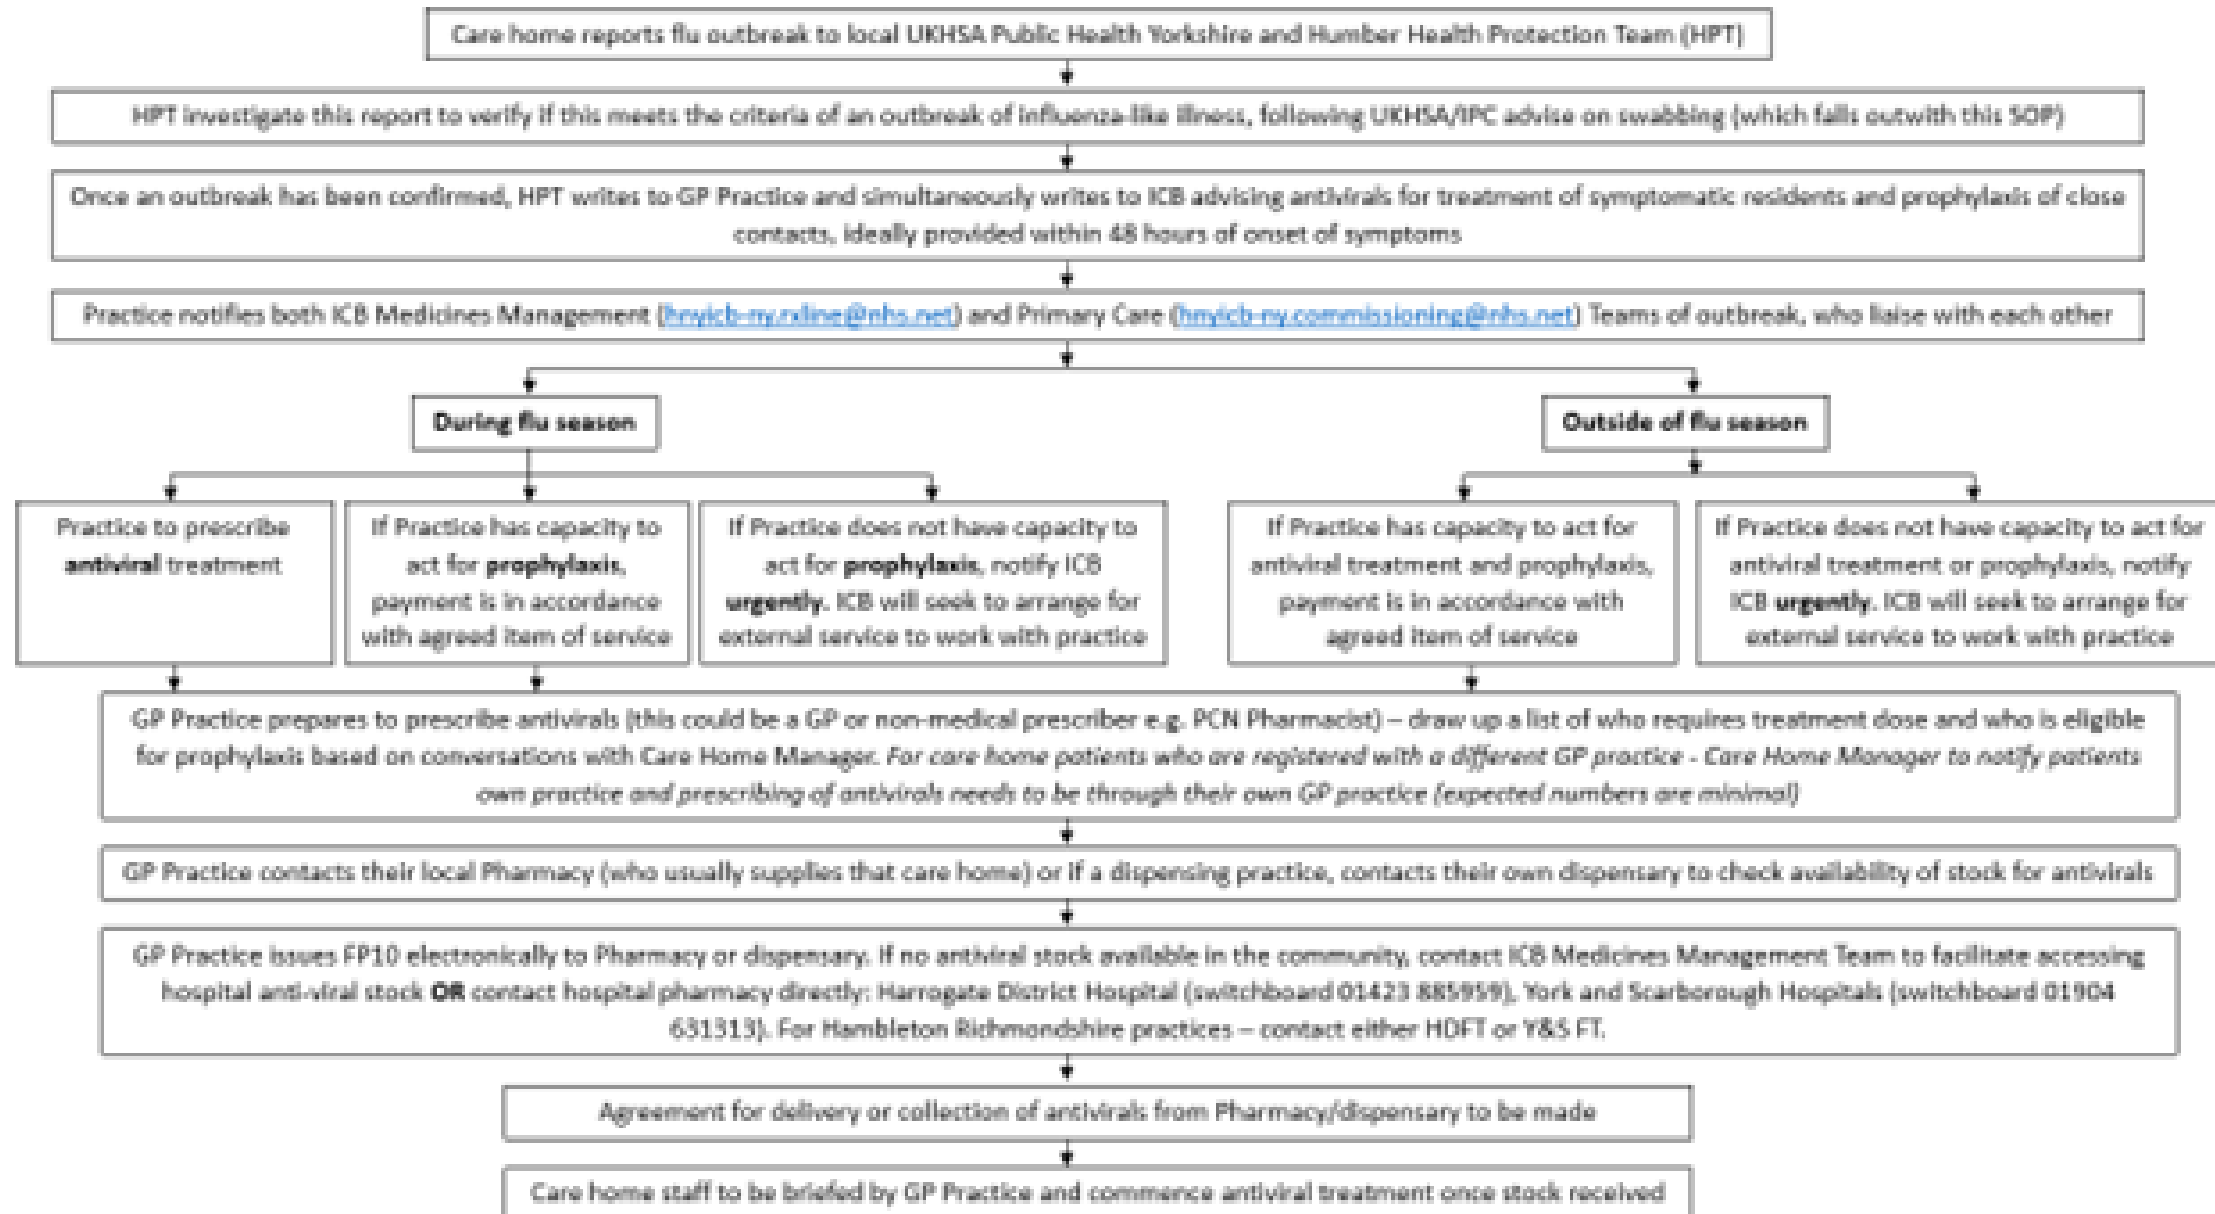 Care home reports flu outbreak to local UKHSA Public Health Yorkshire and Humber Health Protection Team (HPT)
HPT investigate this report to verify if this meets the criteria of an outbreak of influenza-like illness, following UKHSA/IPC advise on swabbing (which falls outwith this SOP)
Once an outbreak has been confirmed, HPT writes to GP Practice and simultaneously writes to ICB advising antivirals for treatment of symptomatic residents and prophylaxis of close
contacts, ideally provided within 48 hours of onset of symptoms
Practice notifies both ICB Medicines Management (hnyicb-ny.rxline@nhs.net) and Primary Care (hnyicb-ny.commissioning@nhs.net) Teams of outbreak, who liaise with each other
During flu season
Outside of flu season
Practice to prescribe
antiviral treatment
If Practice has capacity to
act for prophylaxis,
payment is in accordance
with agreed item of service
If Practice does not have capacity to
act for prophylaxis, notify ICB
urgently. ICB will seek to arrange for
external service to work with practice
If Practice has capacity to act for
antiviral treatment and prophylaxis,
payment is in accordance with
agreed item of service
If Practice does not have capacity to act for
antiviral treatment or prophylaxis, notify
ICB urgently. ICB will seek to arrange for
external service to work with practice
GP Practice prepares to prescribe antivirals (this could be a GP or non-medical prescriber e.g. PCN Pharmacist) – draw up a list of who requires treatment dose and who is eligible
for prophylaxis based on conversations with Care Home Manager. For care home patients who are registered with a different GP practice - Care Home Manager to notify patients
own practice and prescribing of antivirals needs to be through their own GP practice (expected numbers are minimal)
GP Practice contacts their local Pharmacy (who usually supplies that care home) or if a dispensing practice, contacts their own dispensary to check availability of stock for antivirals
GP Practice issues FP10 electronically to Pharmacy or dispensary. If no antiviral stock available in the community, contact ICB Medicines Management Team to facilitate accessing
hospital anti-viral stock OR contact hospital pharmacy directly: Harrogate District Hospital (switchboard 01423 885959), York and Scarborough Hospitals (switchboard 01904
631313). For Hambleton Richmondshire practices – contact either HDFT or Y&S FT.
Agreement for delivery or collection of antivirals from Pharmacy/dispensary to be made
Care home staff to be briefed by GP Practice and commence antiviral treatment once stock received